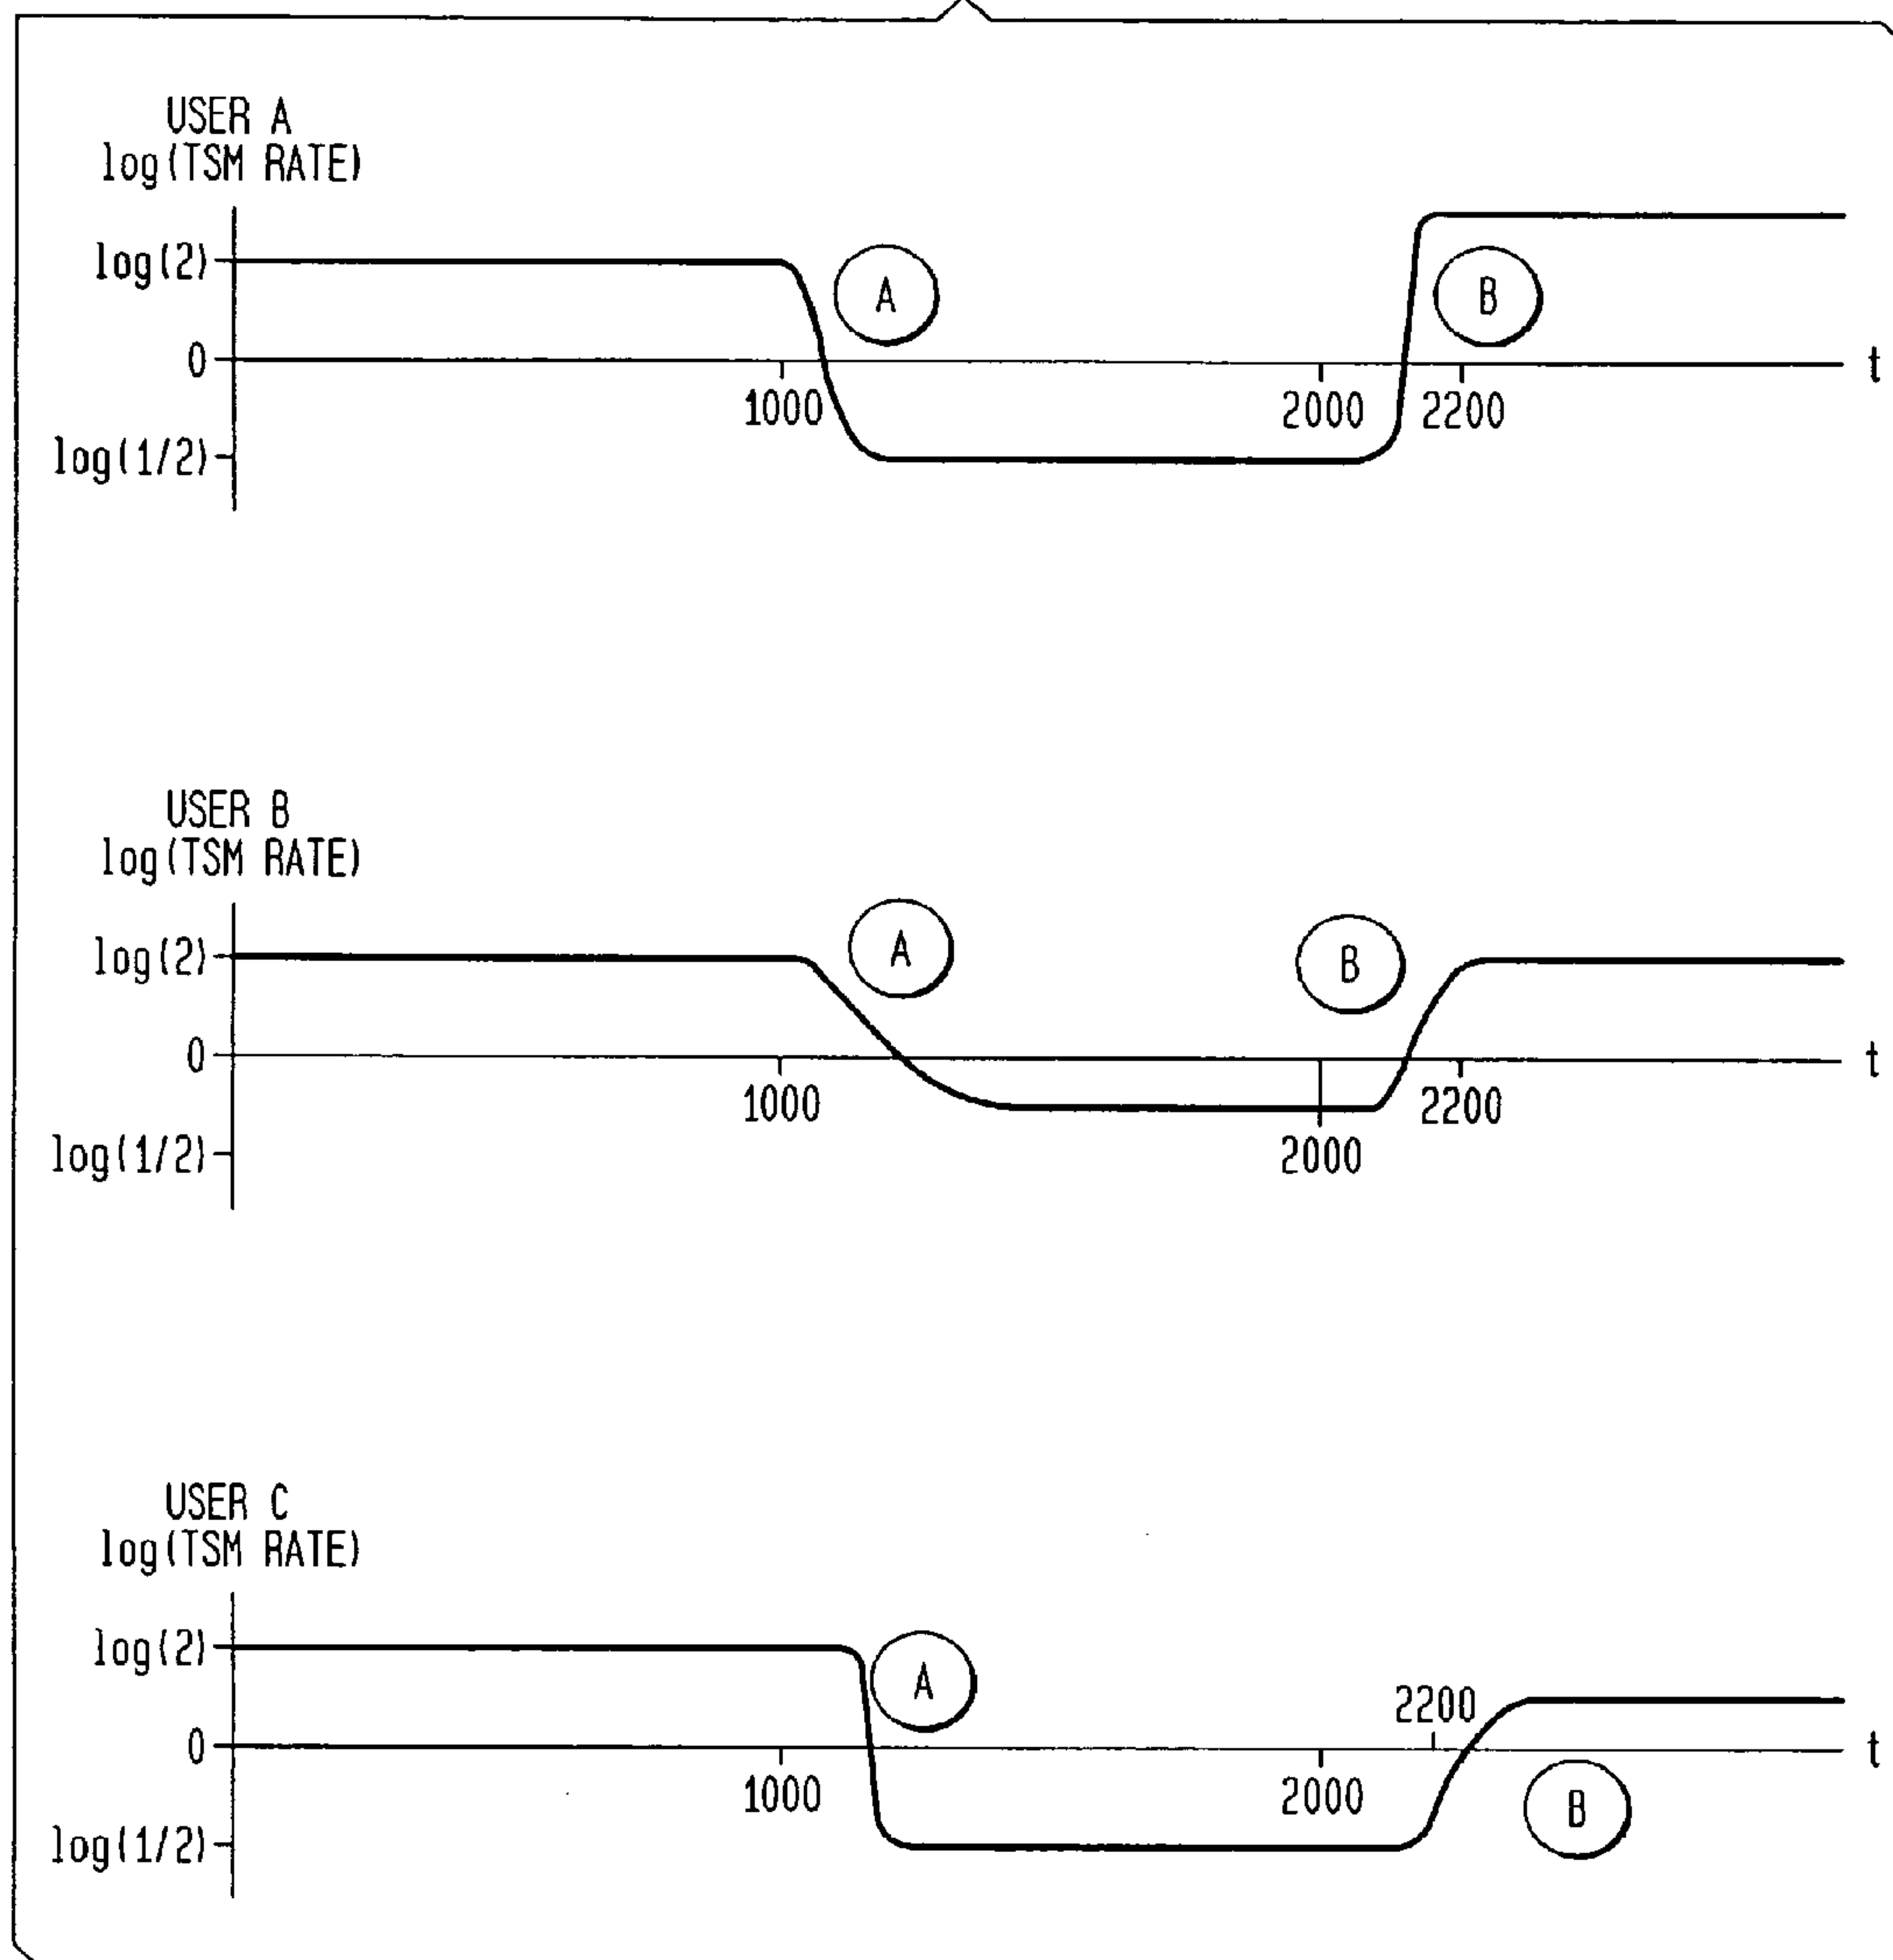 USER A
log(TSM RATE)
log(2)
A
B
0
t
1000
2000
2200
log(1/2)
USER B
log(TSM RATE)
log(2)
A
B
0
t
1000
2200
log(1/2)
2000
USER C
log(TSM RATE)
log(2)
A
2200
0
t
1000
2000
B
log(1/2)